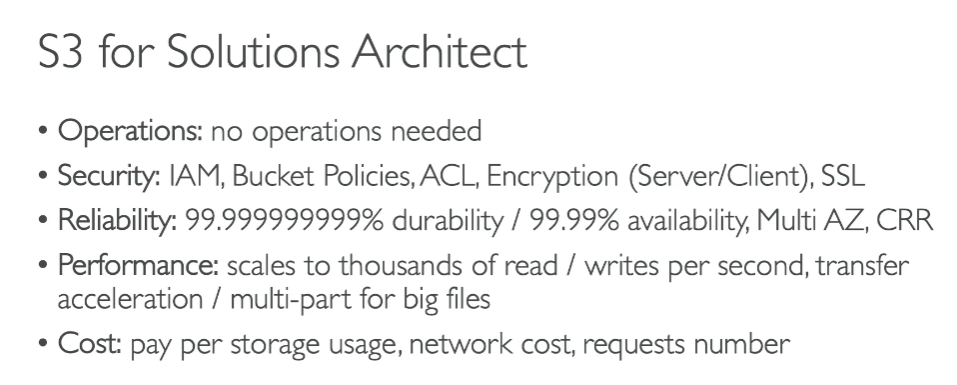 S3 for Solutions Architect
• Operations: no operations needed
• Security: IAM, Bucket Policies, ACL, Encryption (Server/Client), SSL
• Reliability: 99.999999999% durability / 99.99% availability, Multi AZ, CRR
• Performance: scales to thousands of read / writes per second, transfer
acceleration / multi-part for big files
• Cost: pay per storage usage, network cost, requests number